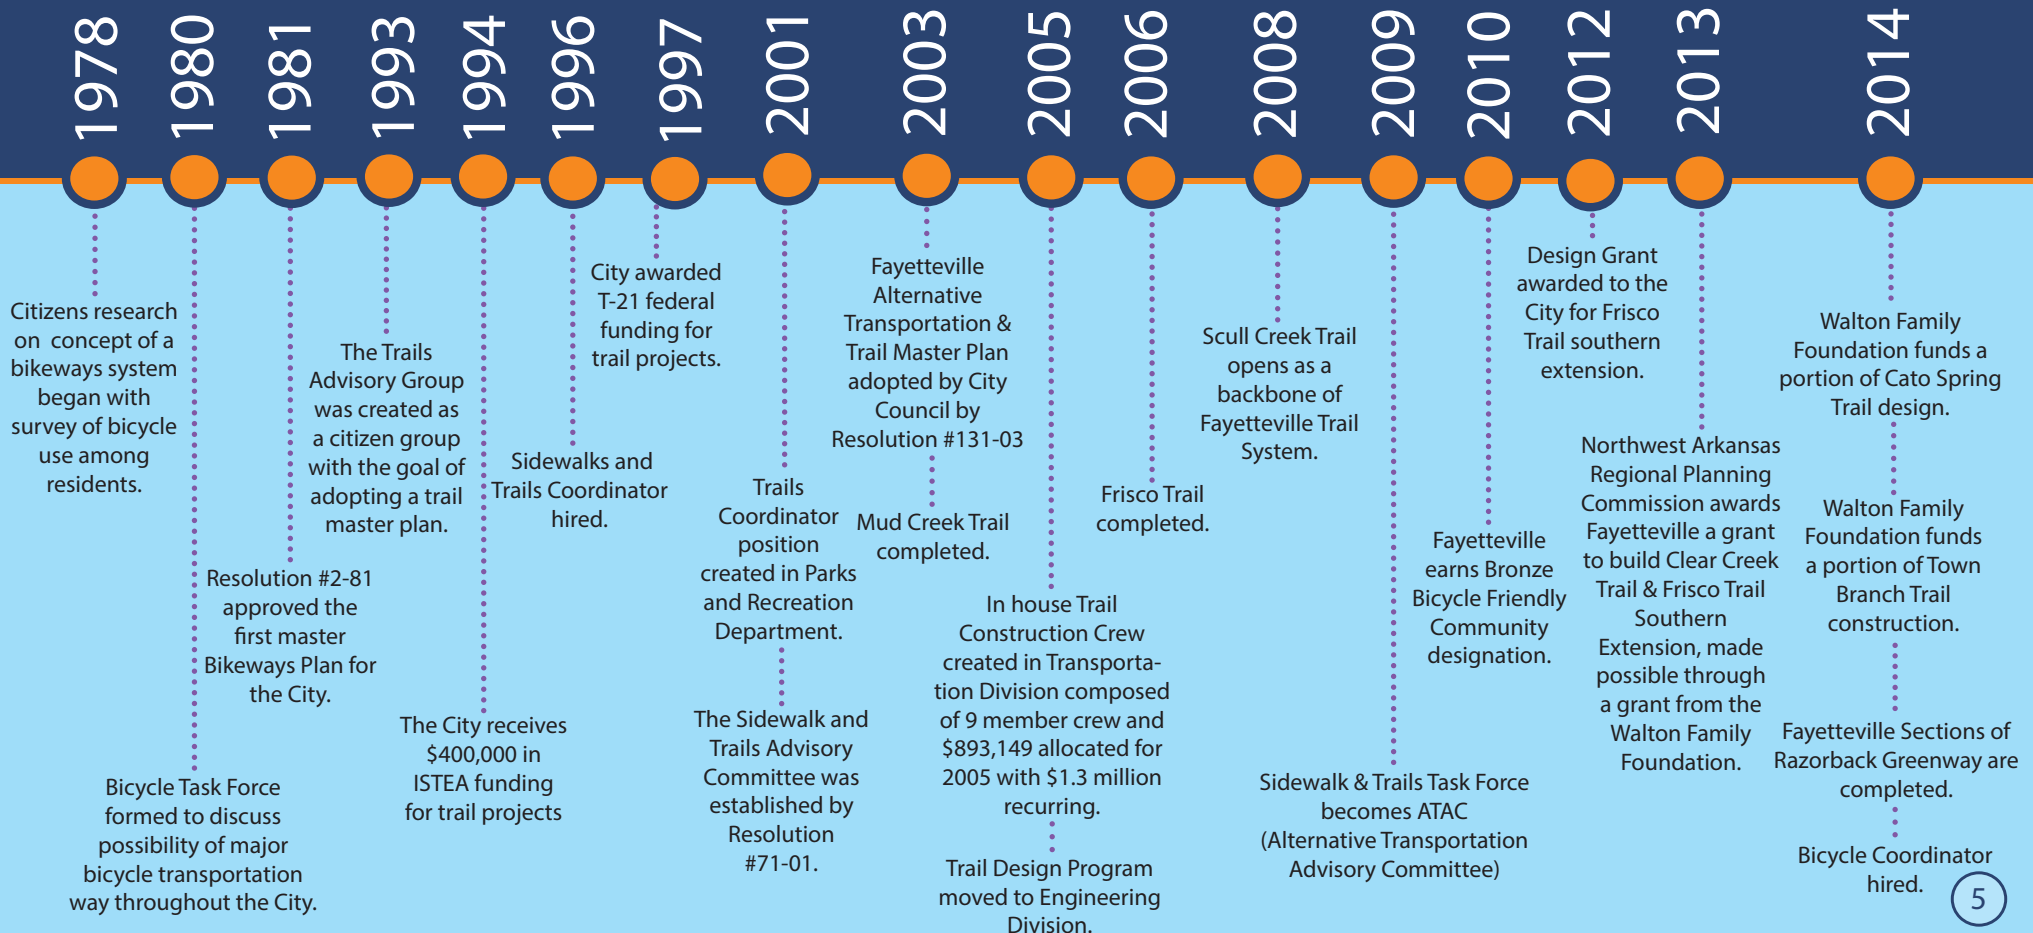 1978
Citizens research
on concept of a
bikeways system
began with
survey of bicycle
use among
residents.
1980
Bicycle Task Force
formed to discuss
possibility of major
bicycle transportation
way throughout the City.
1981
Resolution #2-81
approved the
first master
Bikeways Plan for
the City.
1993
The Trails
Advisory Group
was created as
a citizen group
with the goal of
adopting a trail
master plan.
1994
The City receives
$400,000 in
ISTEA funding
for trail projects
1996
Sidewalks and
Trails Coordinator
hired.
1997
City awarded
T-21 federal
funding for
trail projects.
2001
Trails
Coordinator
position
created in Parks
and Recreation
Department.
The Sidewalk and
Trails Advisory
Committee was
established by
Resolution
#71-01.
2003
Fayetteville
Alternative
Transportation &
Trail Master Plan
adopted by City
Council by
Resolution #131-03
Mud Creek Trail
completed.
2005
In house Trail
Construction Crew
created in Transporta-
tion Division composed
of 9 member crew and
$893,149 allocated for
2005 with $1.3 million
recurring.
Trail Design Program
moved to Engineering
Division.
2006
Frisco Trail
completed.
2008
Scull Creek Trail
opens as a
backbone of
Fayetteville Trail
System.
2009
Sidewalk & Trails Task Force
becomes ATAC
(Alternative Transportation
Advisory Committee)
2010
Fayetteville
earns Bronze
Bicycle Friendly
Community
designation.
2012
Design Grant
awarded to the
City for Frisco
Trail southern
extension.
2013
Northwest Arkansas
Regional Planning
Commission awards
Fayetteville a grant
to build Clear Creek
Trail & Frisco Trail
Southern
Extension, made
possible through
a grant from the
Walton Family
Foundation.
2014
Walton Family
Foundation funds a
portion of Cato Spring
Trail design.
Walton Family
Foundation funds
a portion of Town
Branch Trail
construction.
Fayetteville Sections of
Razorback Greenway are
completed.
Bicycle Coordinator
hired.
5